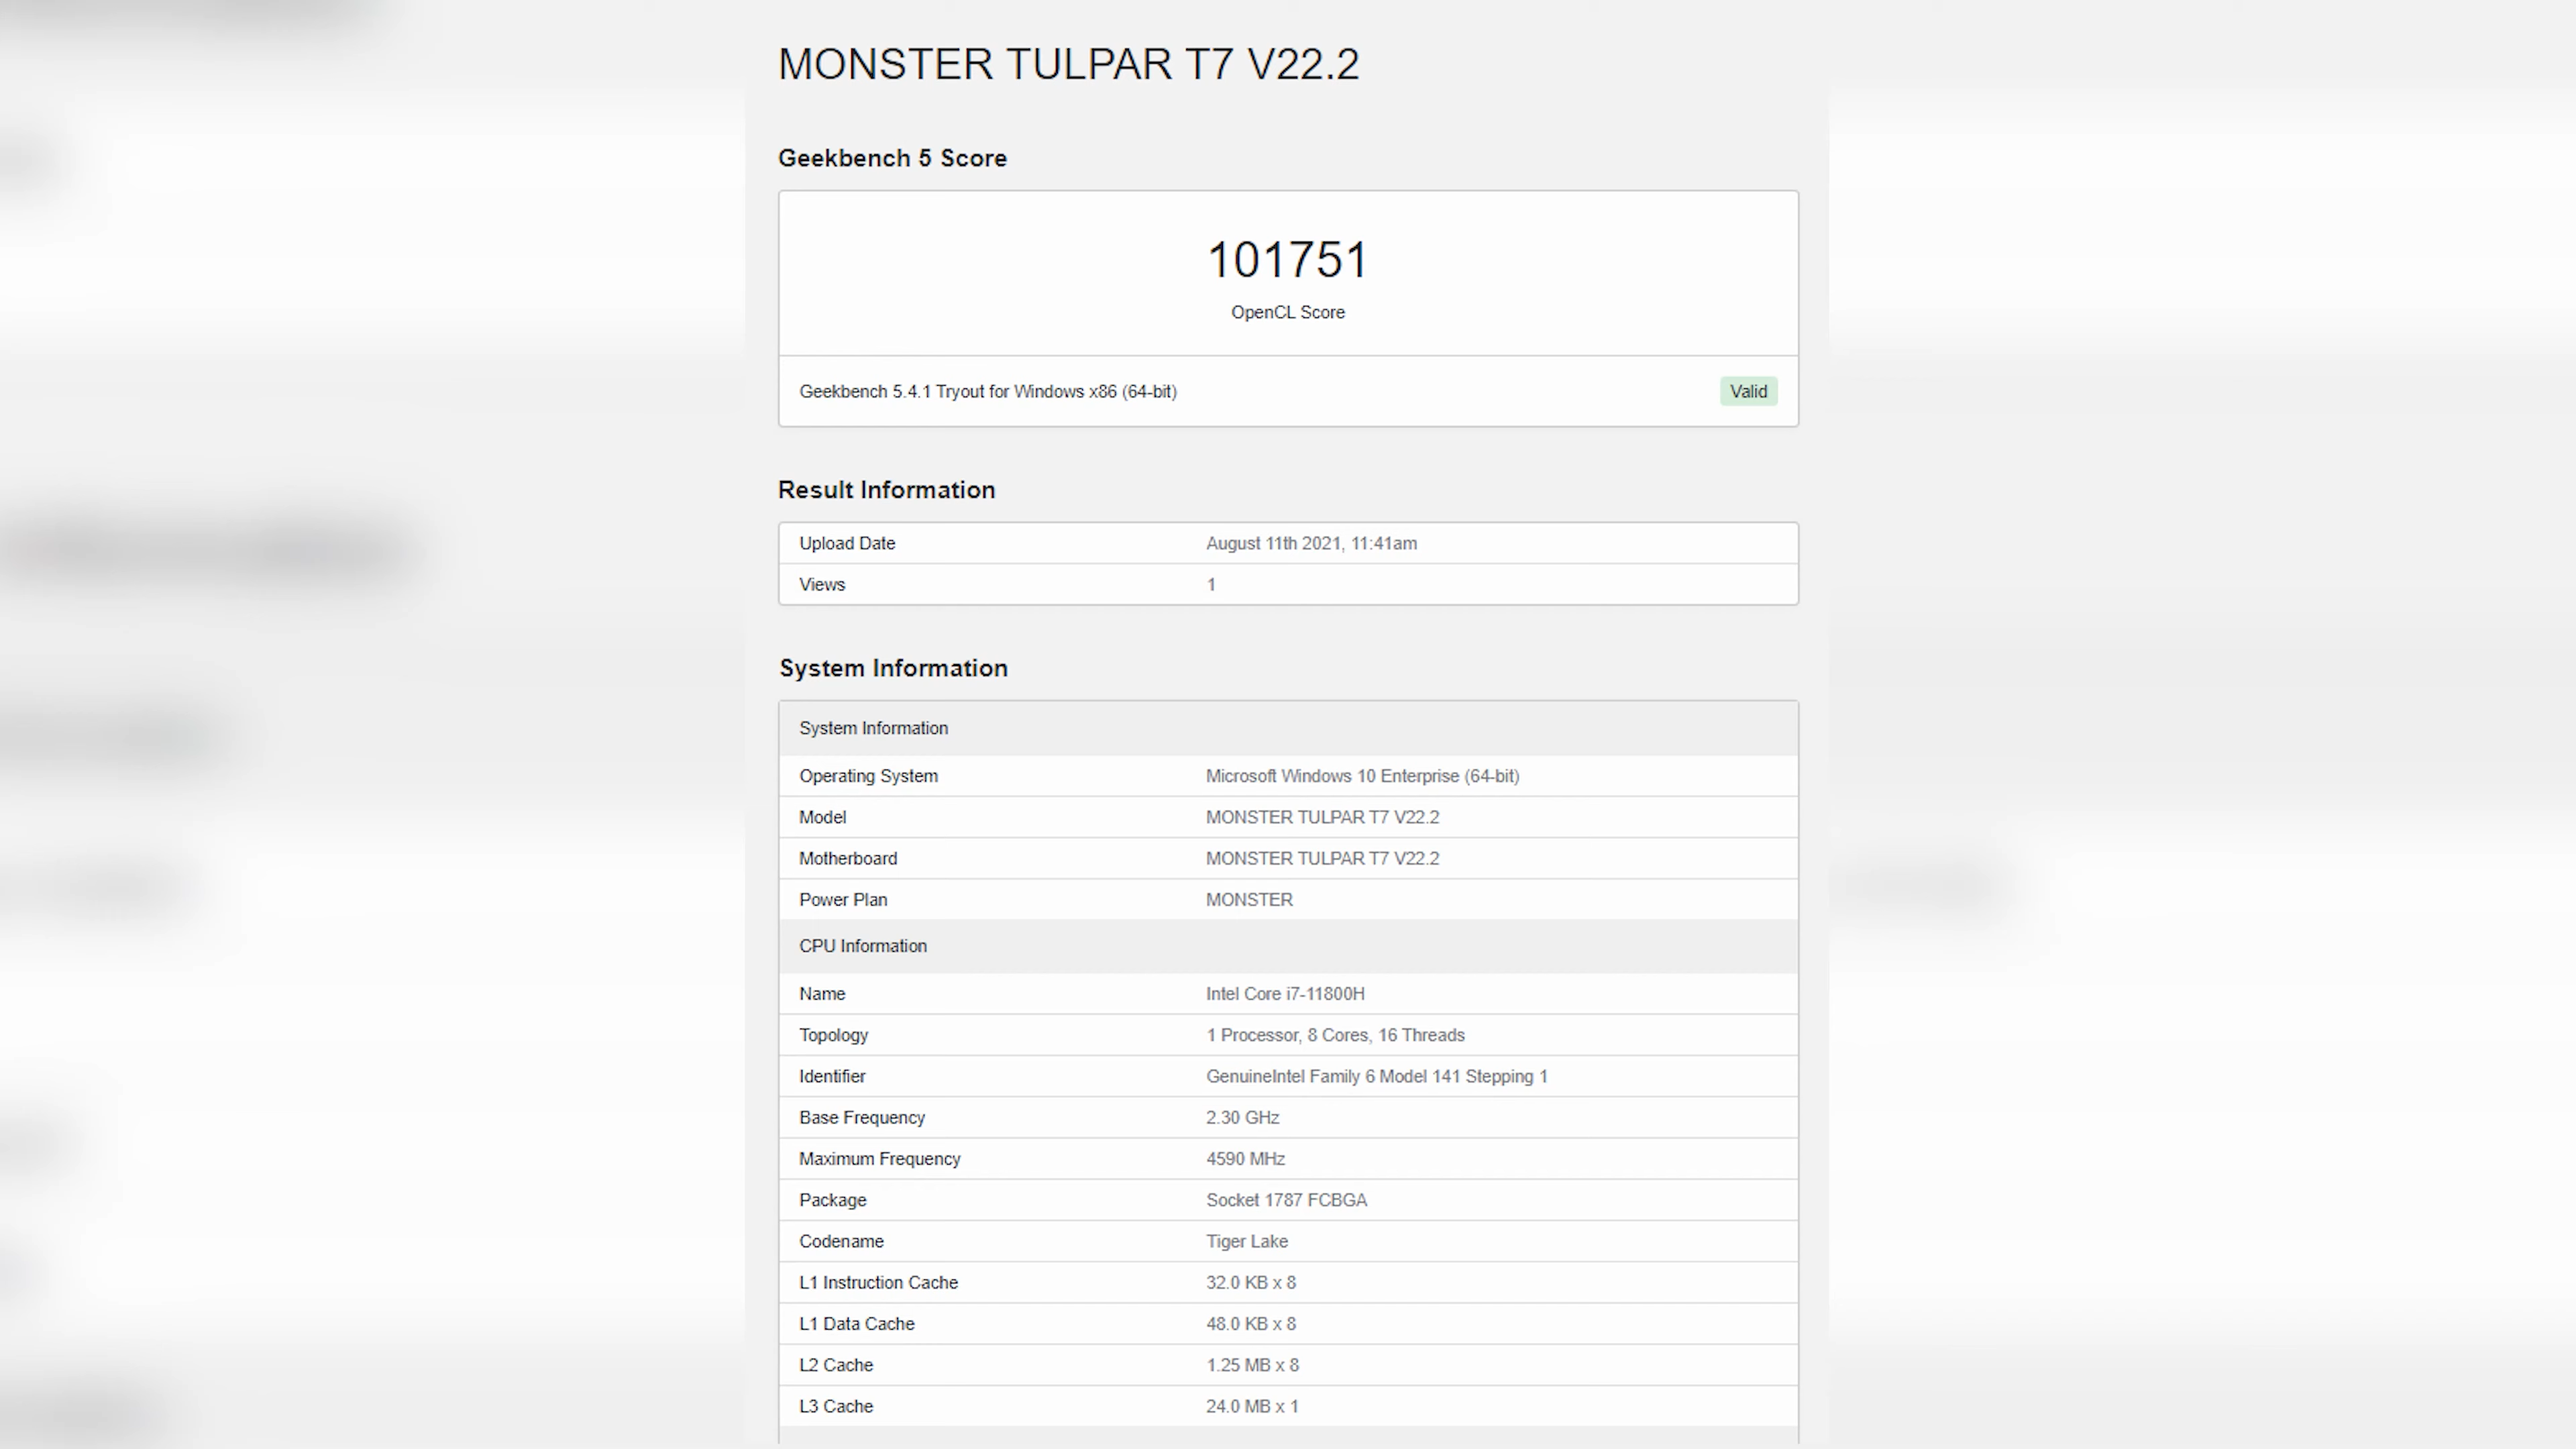 MONSTER TULPAR T7 V22.2
Geekbench 5 Score
101751
OpenCL Score
Geekbench 5.4.1 Tryout for Windows x86 (64-bit) Valid
Result Information
Upload Date August 11th 2021, 11:41am
Views 1
System Information
System Information
Operating System Microsoft Windows 10 Enterprise (64-bit)
Model MONSTER TULPAR T7 V22.2
Motherboard MONSTER TULPAR T7 V22.2
Power Plan MONSTER
CPU Information
Name Intel Core i7-11800H
Topology 1 Processor, 8 Cores, 16 Threads
Identifier GenuineIntel Family 6 Model 141 Stepping 1
Base Frequency 2.30 GHz
Maximum Frequency 4590 MHz
Package Socket 1787 FCBGA
Codename Tiger Lake
L1 Instruction Cache 32.0 KB x 8
L1 Data Cache 48.0 KB x 8
L2 Cache 1.25 MB x 8
L3 Cache 24.0 MB x 1